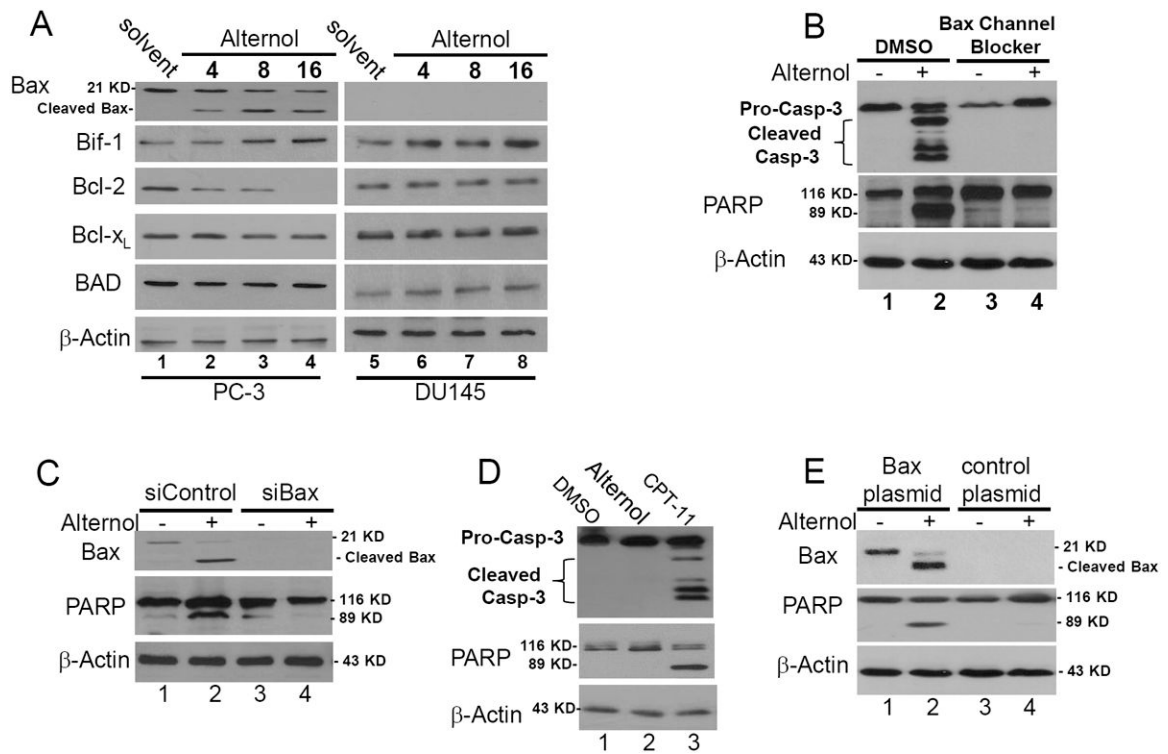 A
solvent
Alternol
4 8 16
solvent
Alternol
4 8 16
Bax
21 KD-
Cleaved Bax-
Bif-1
Bcl-2
Bcl-xL
BAD
β-Actin
1 2 3 4 5 6 7 8
PC-3 DU145
B
DMSO
Bax Channel
Blocker
Alternol - + - +
Pro-Casp-3
Cleaved
Casp-3
PARP
116 KD-
89 KD-
β-Actin 43 KD-
1 2 3 4
C
siControl siBax
Alternol - + - +
Bax
- 21 KD
- Cleaved Bax
PARP
- 116 KD
- 89 KD
β-Actin - 43 KD
1 2 3 4
D
DMSO
Alternol
CPT-11
Pro-Casp-3
Cleaved
Casp-3
PARP
116 KD-
89 KD-
β-Actin 43 KD-
1 2 3
E
Bax
plasmid
control
plasmid
Alternol - + - +
Bax
- 21 KD
- Cleaved Bax
PARP
- 116 KD
- 89 KD
β-Actin - 43 KD
1 2 3 4